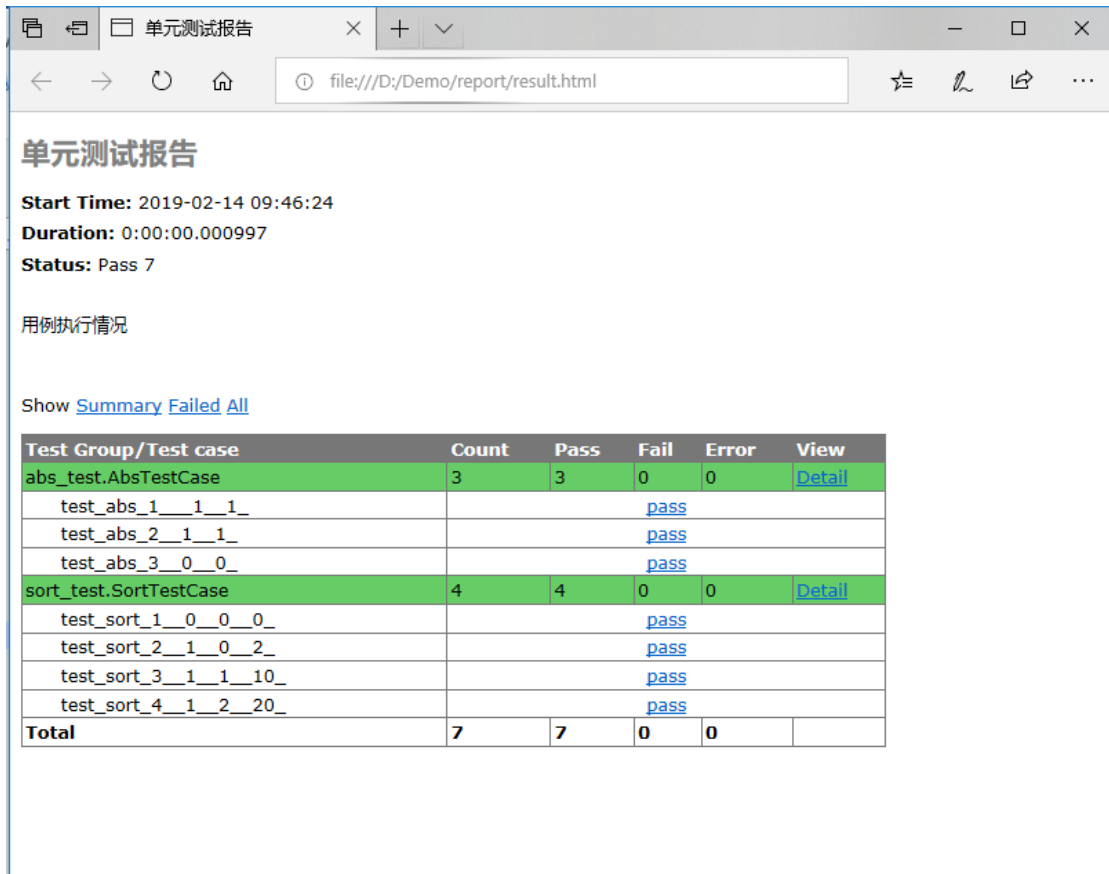 单元测试报告
file:///D:/Demo/report/result.html
单元测试报告
Start Time: 2019-02-14 09:46:24
Duration: 0:00:00.000997
Status: Pass 7
用例执行情况
Show Summary Failed All
Test Group/Test case Count Pass Fail Error View
abs_test.AbsTestCase 3 3 0 0 Detail
test_abs_1___1__1_ pass
test_abs_2__1__1_ pass
test_abs_3__0__0_ pass
sort_test.SortTestCase 4 4 0 0 Detail
test_sort_1__0__0__0_ pass
test_sort_2__1__0__2_ pass
test_sort_3__1__1__10_ pass
test_sort_4__1__2__20_ pass
Total 7 7 0 0